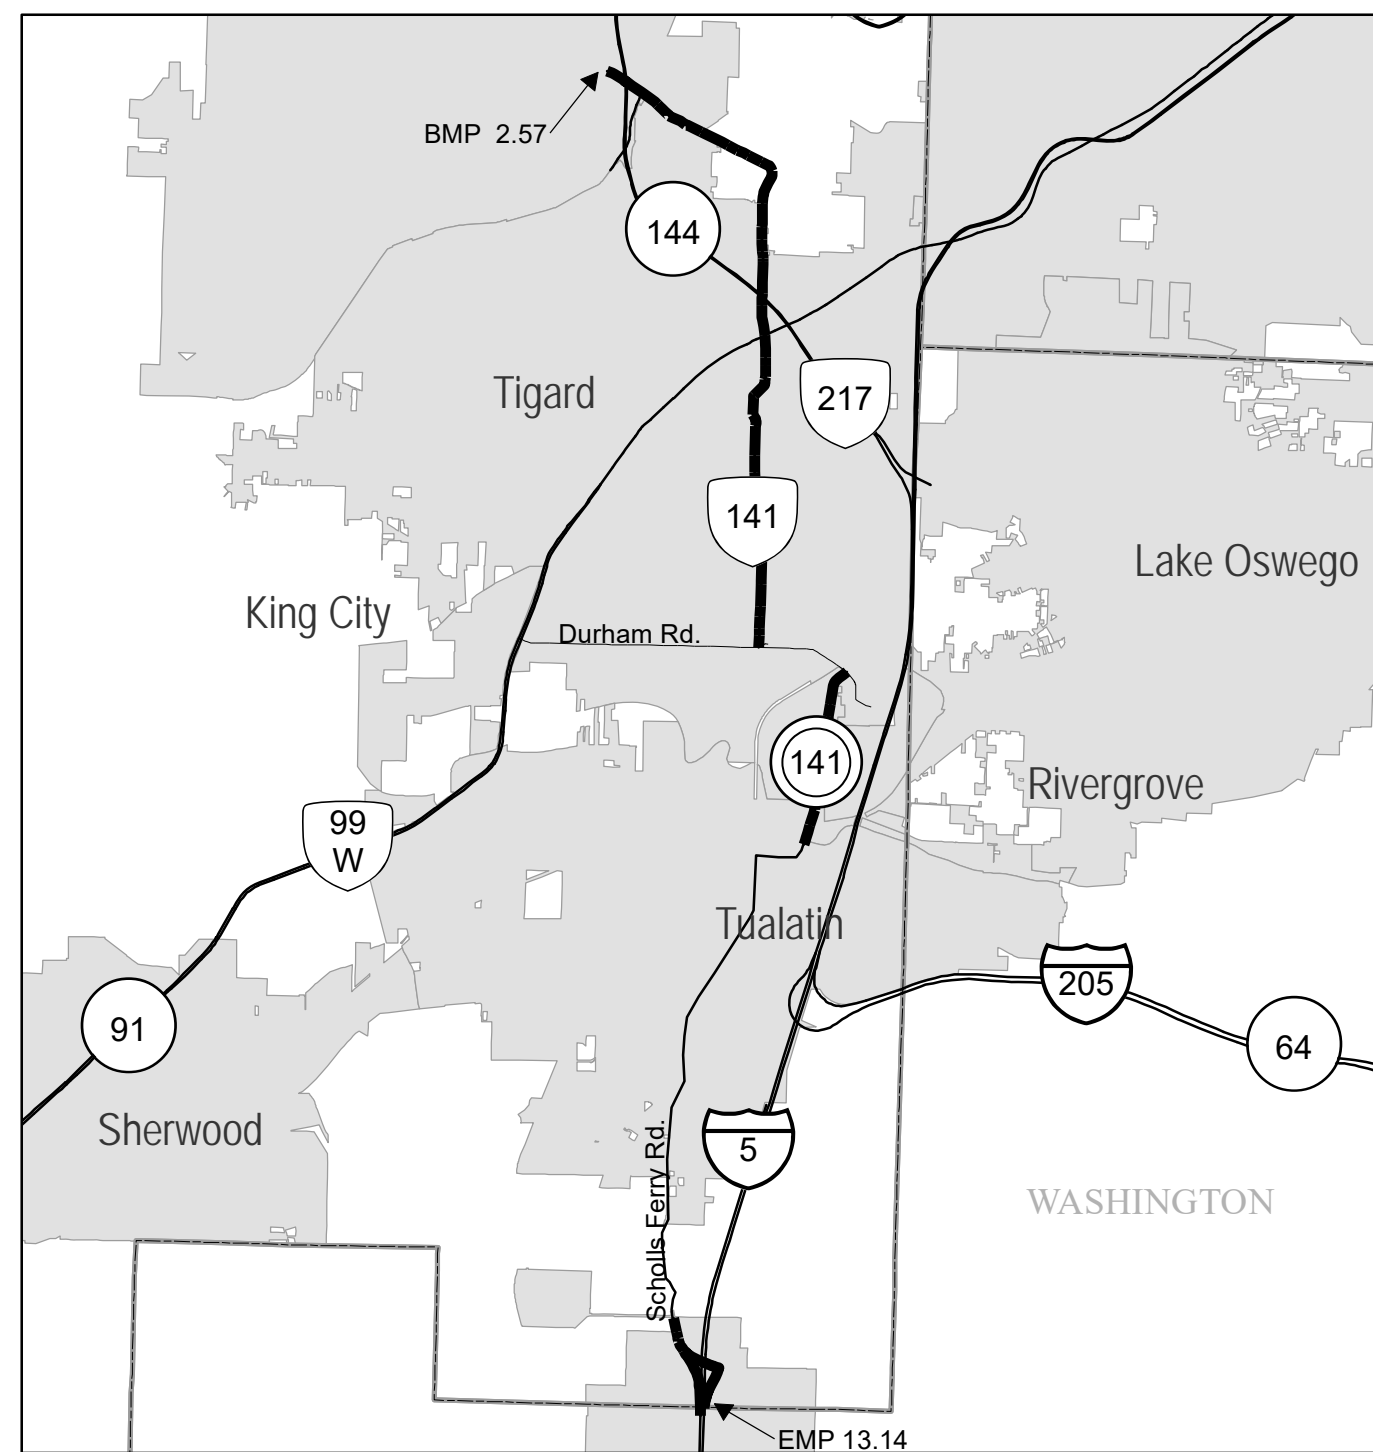 BMP 2.57
144
Tigard
217
141
Lake Oswego
King City
Durham Rd.
141
Rivergrove
99
W
Tualatin
205
91
64
Sherwood
5
Scholls Ferry Rd.
WASHINGTON
EMP 13.14